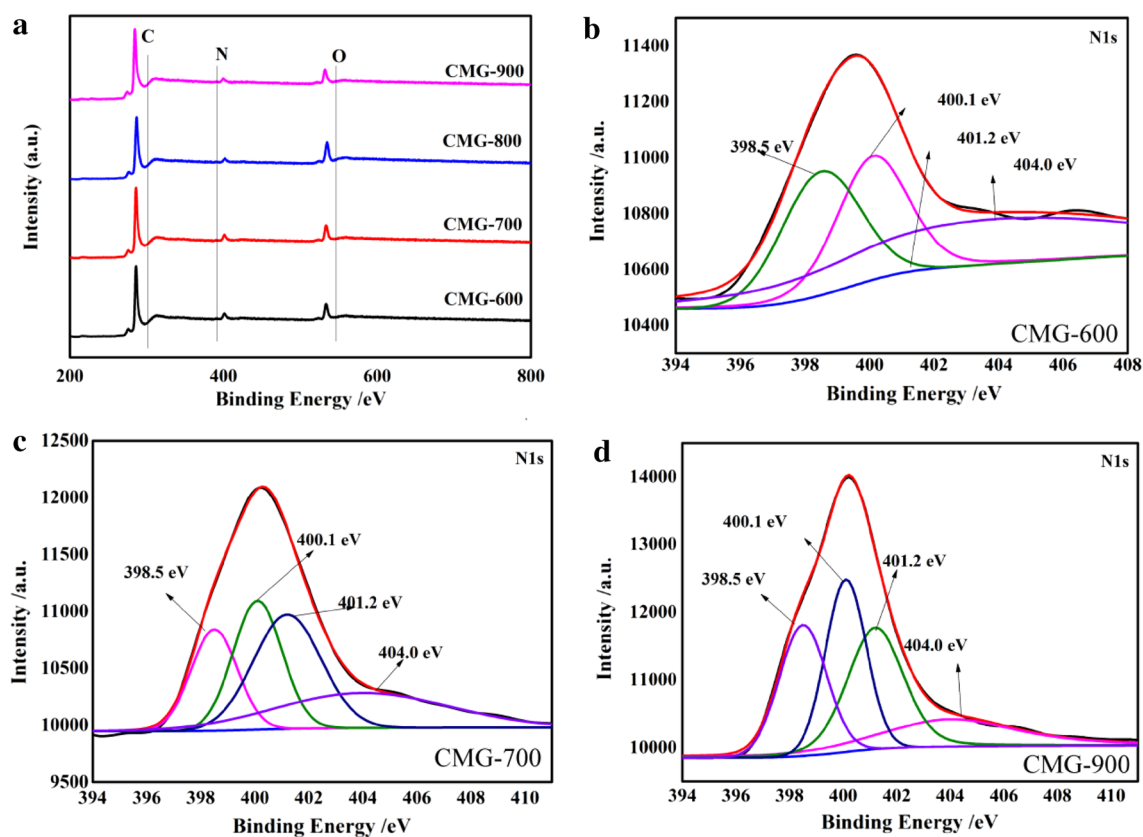 a
C
N
O
CMG-900
CMG-800
CMG-700
CMG-600
Intensity (a.u.)
200 400 600 800
Binding Energy /eV
b
N1s
11400
11200
11000
10800
10600
10400
Intensity /a.u.
398.5 eV
400.1 eV
401.2 eV
404.0 eV
CMG-600
394 396 398 400 402 404 406 408
Binding Energy /eV
c
N1s
12500
12000
11500
11000
10500
10000
9500
Intensity /a.u.
398.5 eV
400.1 eV
401.2 eV
404.0 eV
CMG-700
394 396 398 400 402 404 406 408 410
Binding Energy /eV
d
N1s
14000
13000
12000
11000
10000
Intensity /a.u.
400.1 eV
398.5 eV
401.2 eV
404.0 eV
CMG-900
394 396 398 400 402 404 406 408 410
Binding Energy /eV